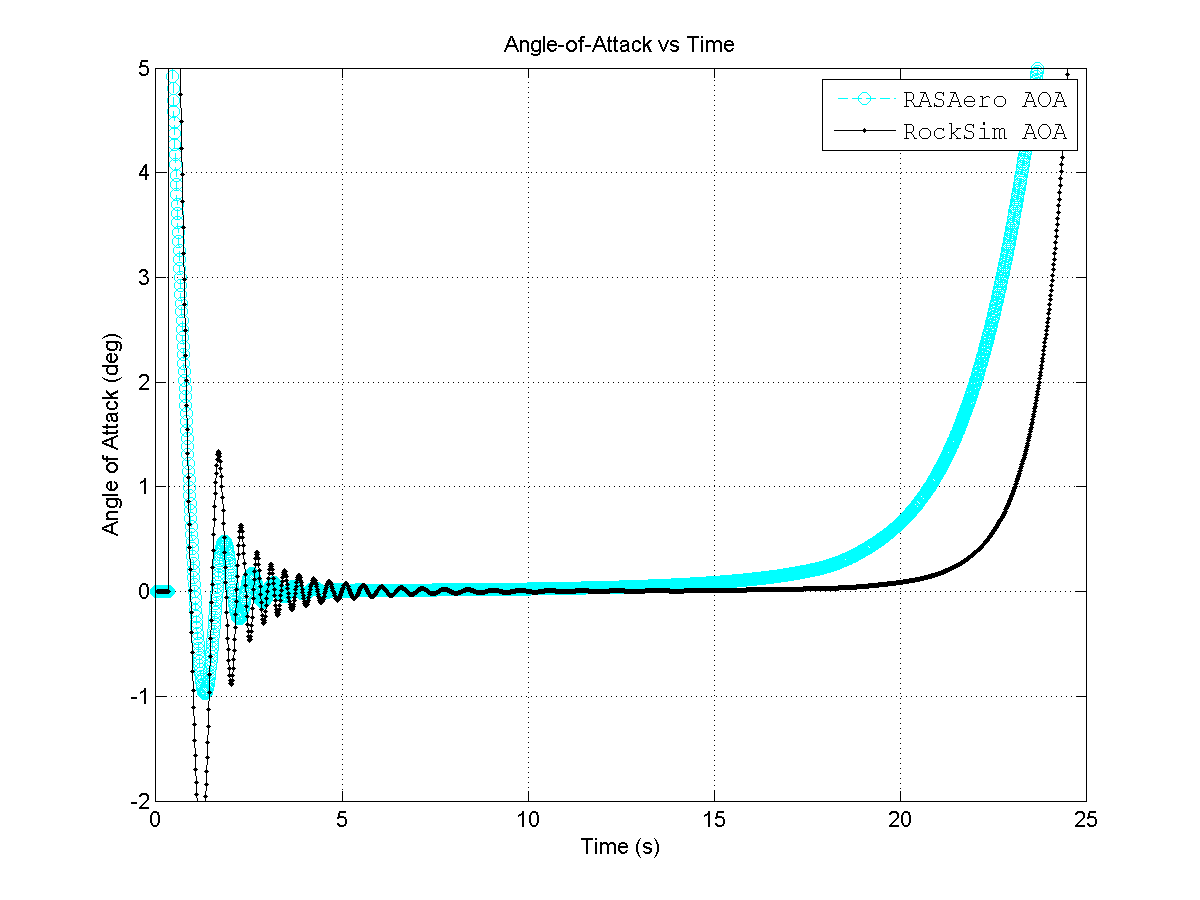 Angle-of-Attack vs Time
RASAero AOA
RockSim AOA
5
4
3
2
1
0
-1
-2
Angle of Attack (deg)
0 5 10 15 20 25
Time (s)